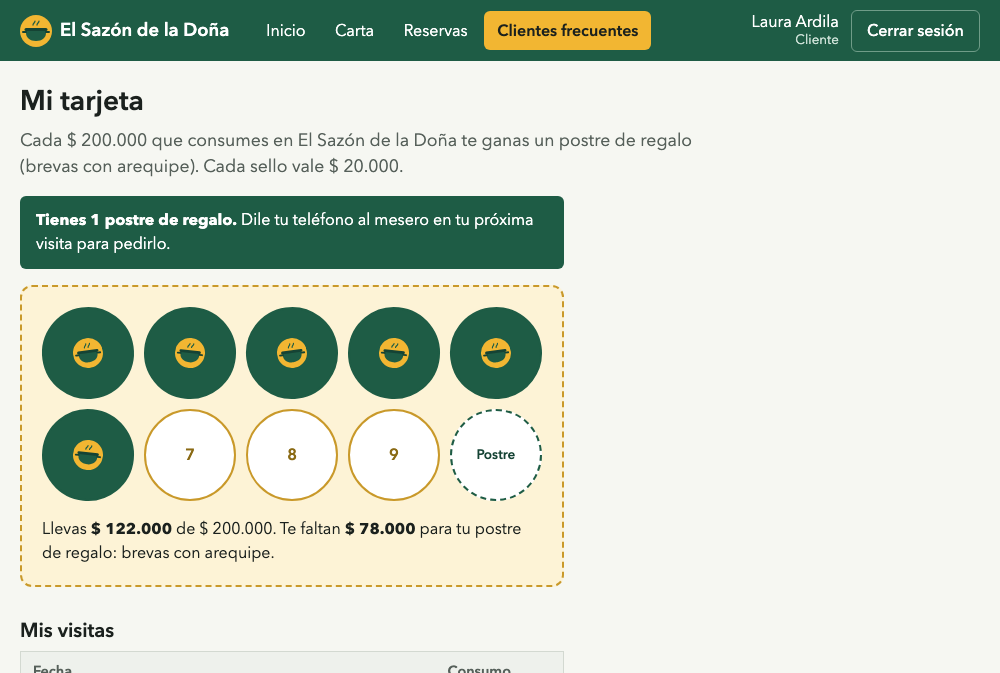 El Sazón de la Doña
Inicio
Carta
Reservas
Clientes frecuentes
Laura Ardila
Cliente
Cerrar sesión
Mi tarjeta
Cada $ 200.000 que consumes en El Sazón de la Doña te ganas un postre de regalo
(brevas con arequipe). Cada sello vale $ 20.000.
Tienes 1 postre de regalo. Dile tu teléfono al mesero en tu próxima
visita para pedirlo.
7
8
9
Postre
Llevas $ 122.000 de $ 200.000. Te faltan $ 78.000 para tu postre
de regalo: brevas con arequipe.
Mis visitas
Fecha
Consumo